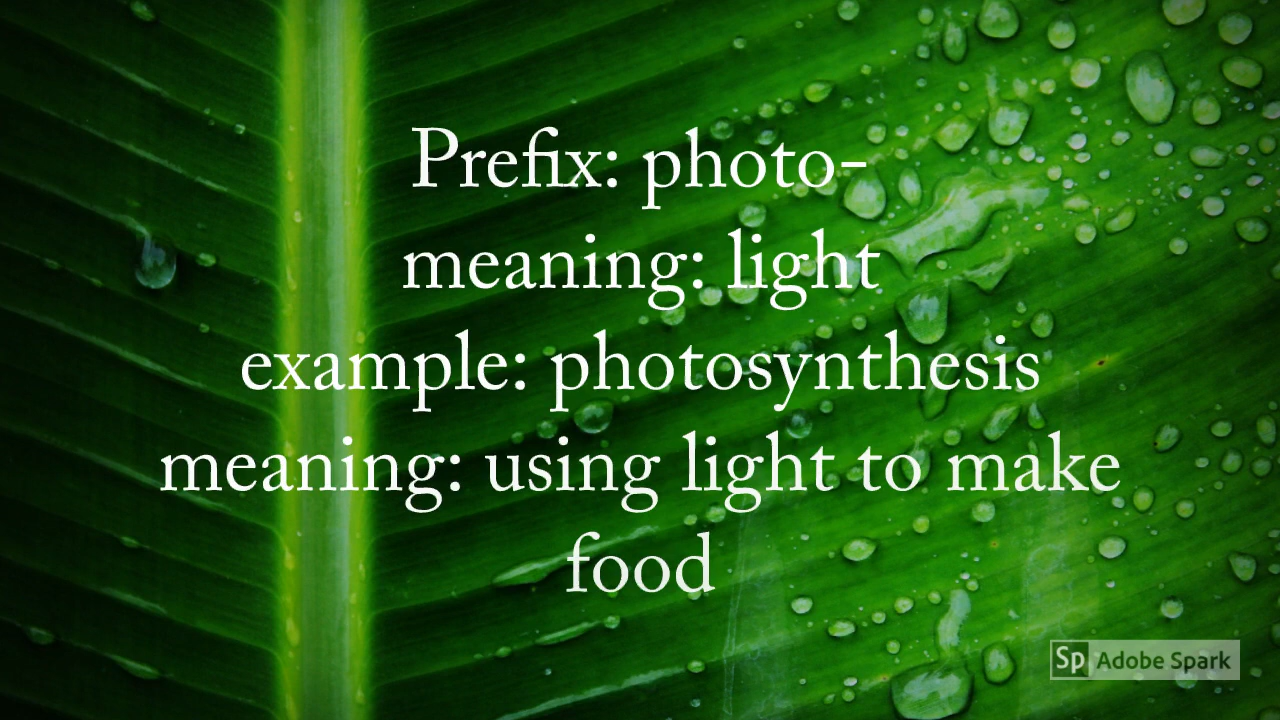 Prefix: photo-
meaning: light
example: photosynthesis
meaning: using light to make
food
Sp Adobe Spark